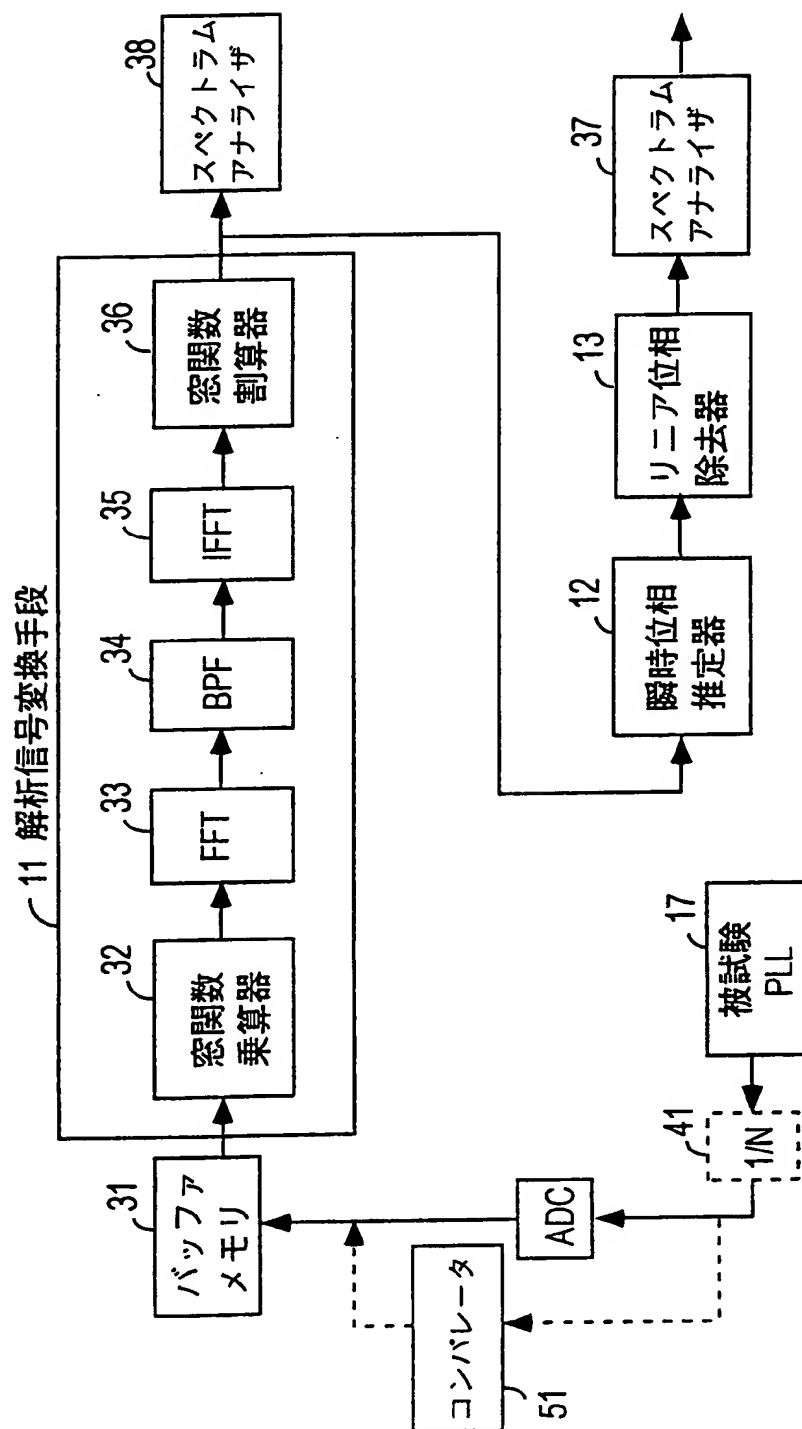 11 解析信号変換手段
31
バッファ
メモリ
32
窓関数
乗算器
33
FFT
34
BPF
35
IFFT
36
窓関数
割算器
38
スペクトラム
アナライザ
コンパレータ
51
ADC
41
1/N
17
被試験
PLL
12
瞬時位相
推定器
13
リニア位相
除去器
37
スペクトラム
アナライザ